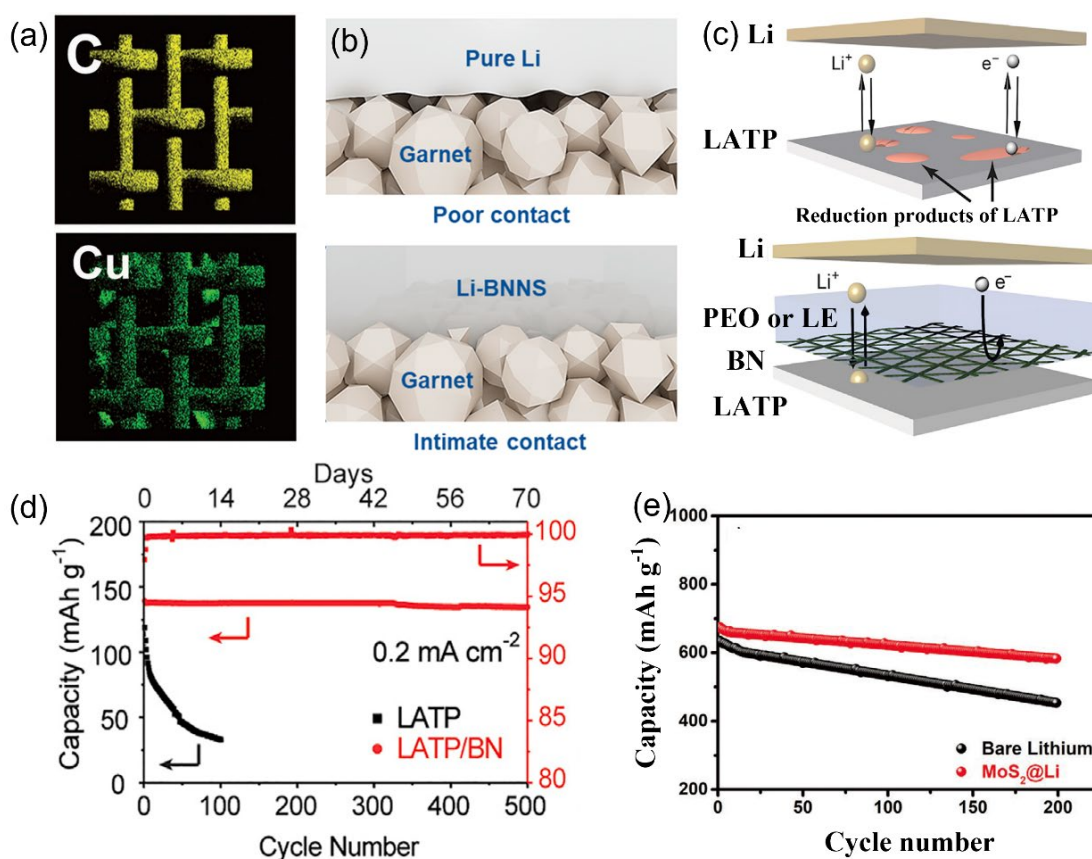 (a)
C
Cu
(b)
Pure Li
Garnet
Poor contact
Li-BNNS
Garnet
Intimate contact
(c)
Li
Li⁺
e⁻
LATP
Reduction products of LATP
Li
Li⁺
e⁻
PEO or LE
BN
LATP
(d)
Days
0 14 28 42 56 70
200
150
100
50
0
Capacity (mAh g⁻¹)
100
95
90
85
80
0.2 mA cm⁻²
LATP
LATP/BN
0 100 200 300 400 500
Cycle Number
(e)
1000
800
600
400
200
Capacity (mAh g⁻¹)
Bare Lithium
MoS₂@Li
0 50 100 150 200
Cycle number